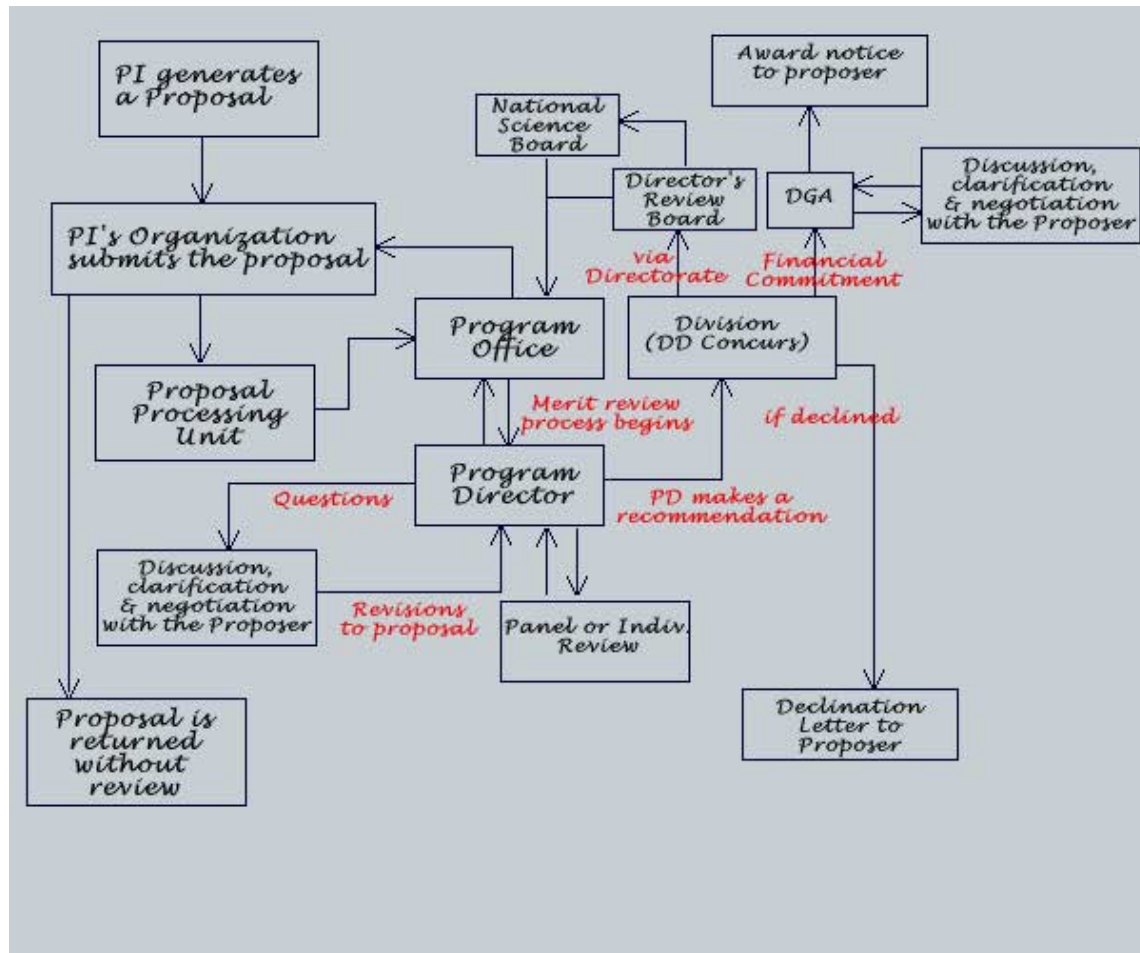 PI generates
a Proposal
PI's Organization
submits the proposal
Proposal
Processing
Unit
Proposal is
returned
without
review
National
Science
Board
Director's
Review
Board
via
Directorate
Award notice
to proposer
DGA
Discussion,
clarification
& negotiation
with the Proposer
Financial
Commitment
Program
Office
Division
(DD Concurs)
Merit review
process begins
if declined
Program
Director
PD makes a
recommendation
Questions
Discussion,
clarification
& negotiation
with the Proposer
Revisions
to proposal
Panel or Indiv.
Review
Declination
Letter to
Proposer